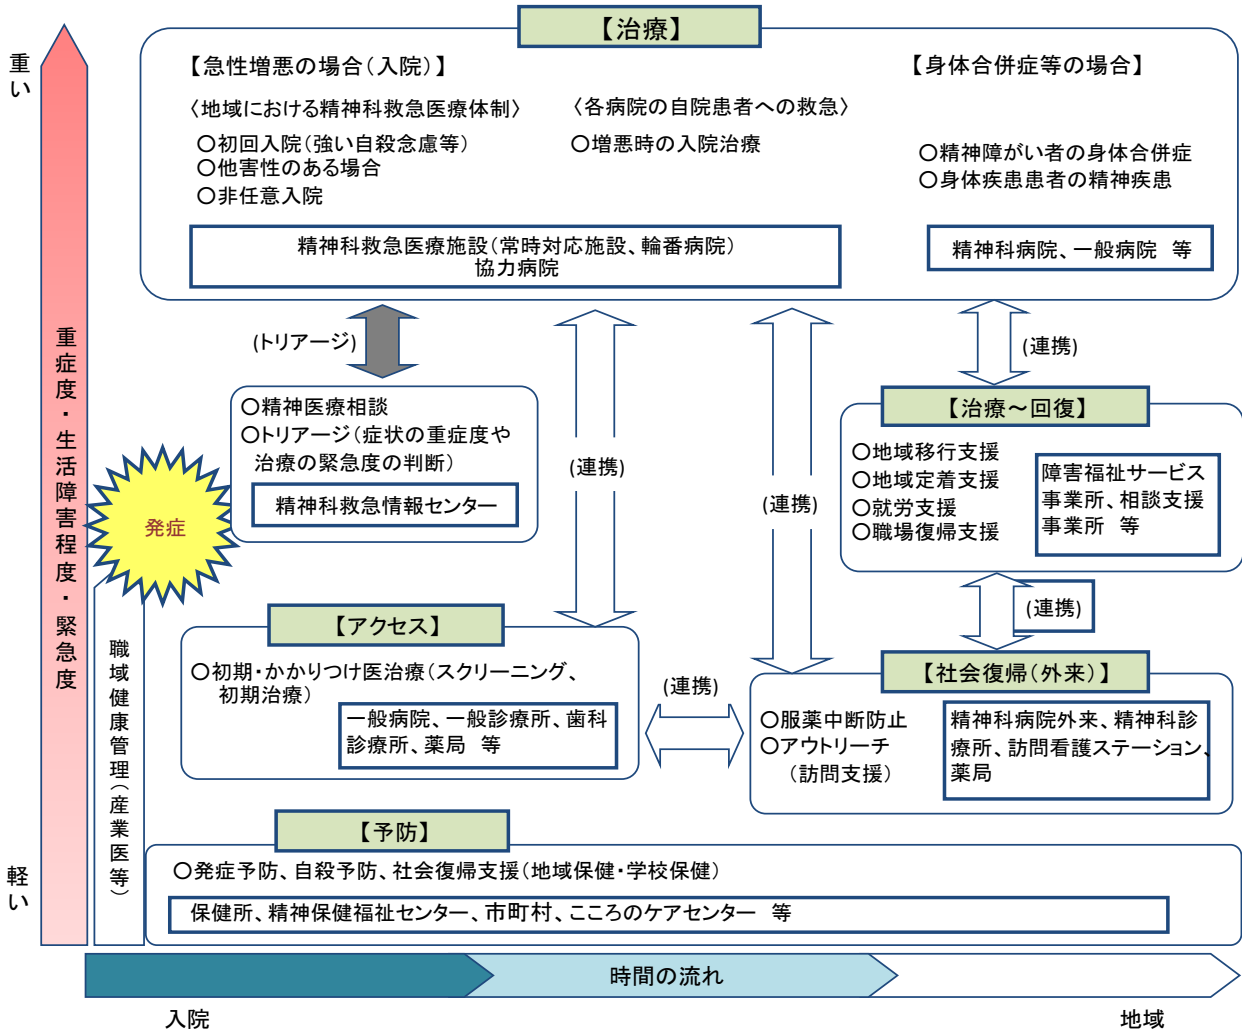 【治療】
重い
【急性増悪の場合(入院)】
【身体合併症等の場合】
〈地域における精神科救急医療体制〉
〈各病院の自院患者への救急〉
〇初回入院(強い自殺念慮等)
〇他害性のある場合
〇非任意入院
〇増悪時の入院治療
〇精神障がい者の身体合併症
〇身体疾患患者の精神疾患
精神科救急医療施設(常時対応施設、輪番病院)
協力病院
精神科病院、一般病院 等
重症度・生活障害程度・緊急度
(トリアージ)
(連携)
(連携)
(連携)
〇精神医療相談
〇トリアージ(症状の重症度や
治療の緊急度の判断)
精神科救急情報センター
発症
【治療~回復】
〇地域移行支援
〇地域定着支援
〇就労支援
〇職場復帰支援
障害福祉サービス
事業所、相談支援
事業所 等
(連携)
職域健康管理(産業医等)
【アクセス】
〇初期・かかりつけ医治療(スクリーニング、
初期治療)
一般病院、一般診療所、歯科
診療所、薬局 等
(連携)
【社会復帰(外来)】
〇服薬中断防止
〇アウトリーチ
(訪問支援)
精神科病院外来、精神科診
療所、訪問看護ステーション、
薬局
【予防】
〇発症予防、自殺予防、社会復帰支援(地域保健・学校保健)
保健所、精神保健福祉センター、市町村、こころのケアセンター 等
軽い
時間の流れ
入院
地域